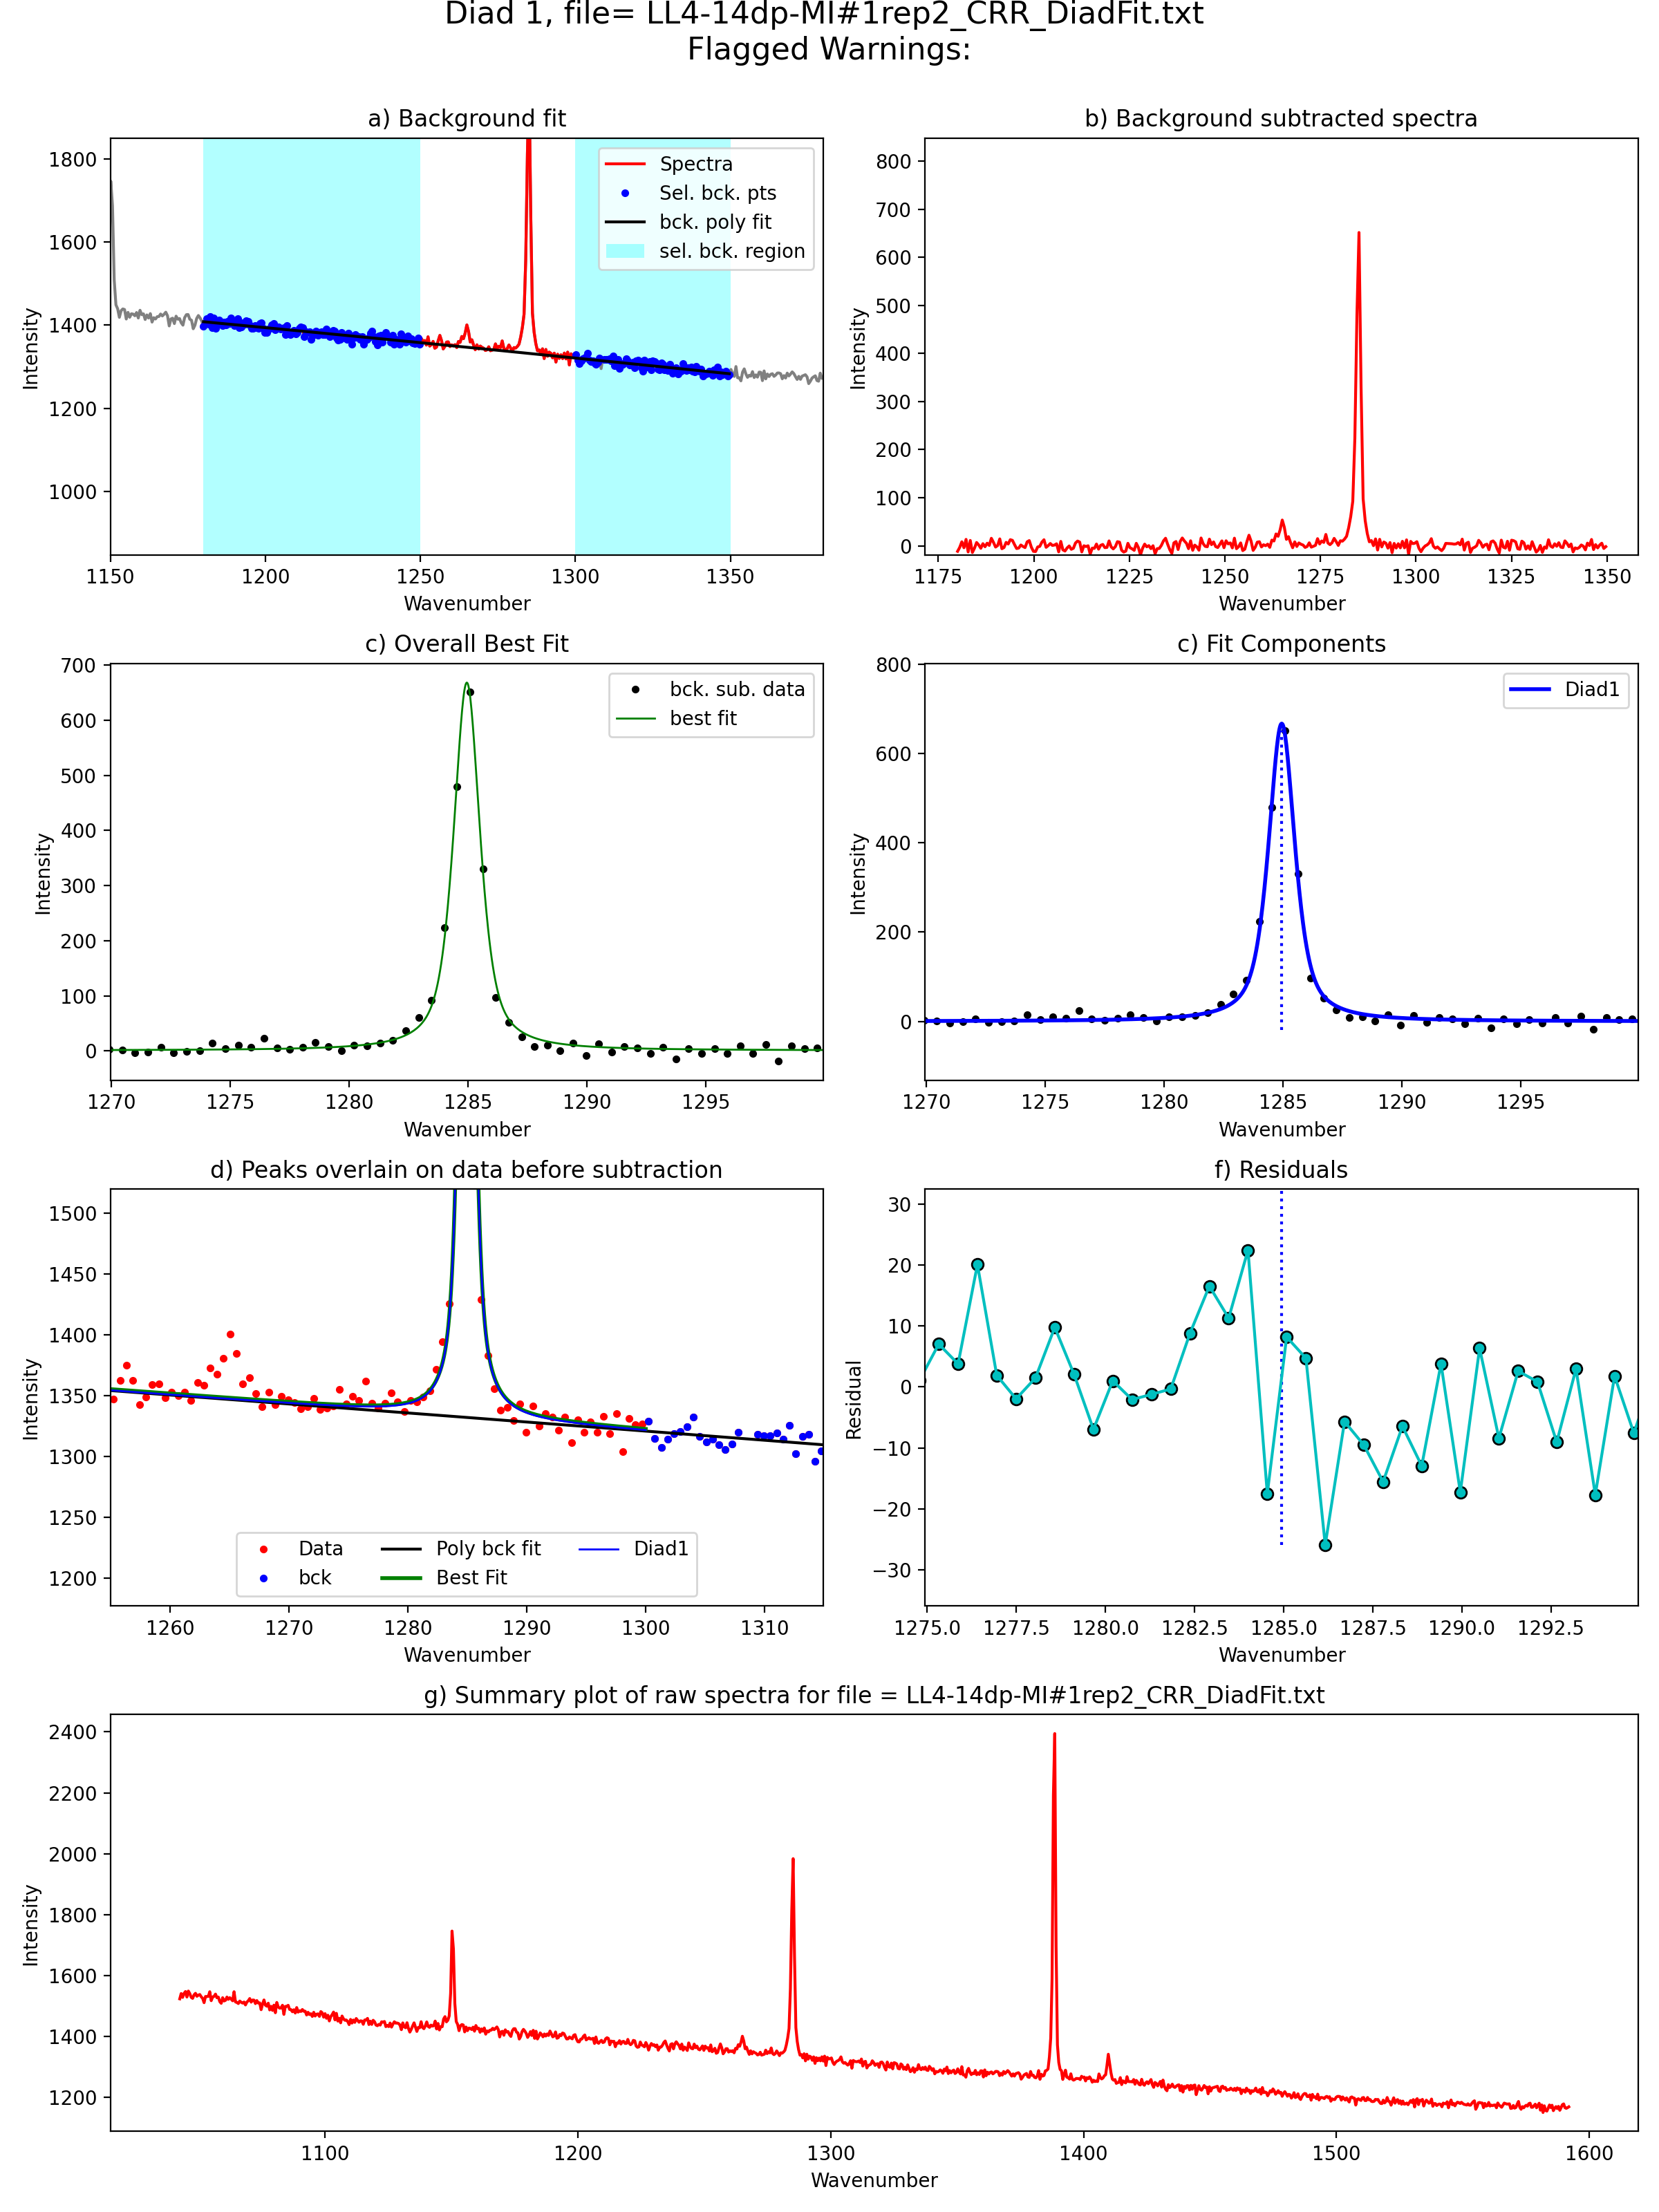 Diad 1, file= LL4-14dp-MI#1rep2_CRR_DiadFit.txt
Flagged Warnings:
a) Background fit
1800
1600
1400
1200
1000
Intensity
1150 1200 1250 1300 1350
Wavenumber
Spectra
Sel. bck. pts
bck. poly fit
sel. bck. region
b) Background subtracted spectra
800
700
600
500
400
300
200
100
0
Intensity
1175 1200 1225 1250 1275 1300 1325 1350
Wavenumber
c) Overall Best Fit
700
600
500
400
300
200
100
0
Intensity
1270 1275 1280 1285 1290 1295
Wavenumber
bck. sub. data
best fit
c) Fit Components
800
600
400
200
0
Intensity
1270 1275 1280 1285 1290 1295
Wavenumber
Diad1
d) Peaks overlain on data before subtraction
1500
1450
1400
1350
1300
1250
1200
Intensity
1260 1270 1280 1290 1300 1310
Wavenumber
Data Poly bck fit Diad1
bck Best Fit
f) Residuals
30
20
10
0
−10
−20
−30
Residual
1275.0 1277.5 1280.0 1282.5 1285.0 1287.5 1290.0 1292.5
Wavenumber
g) Summary plot of raw spectra for file = LL4-14dp-MI#1rep2_CRR_DiadFit.txt
2400
2200
2000
1800
1600
1400
1200
Intensity
1100 1200 1300 1400 1500 1600
Wavenumber